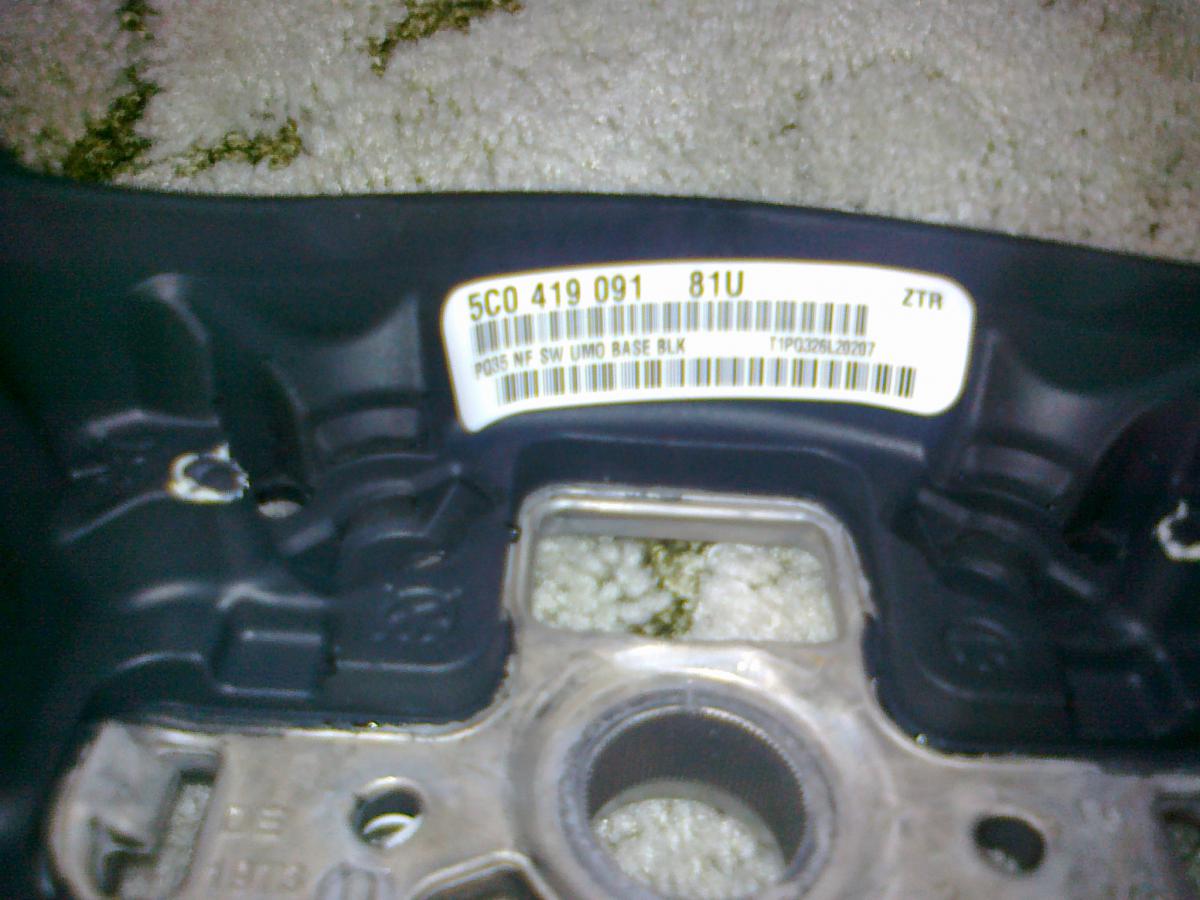 5C0 419 091 81U ZTR
PQ35 NF SW UMO BASE BLK T1PQ326L20207